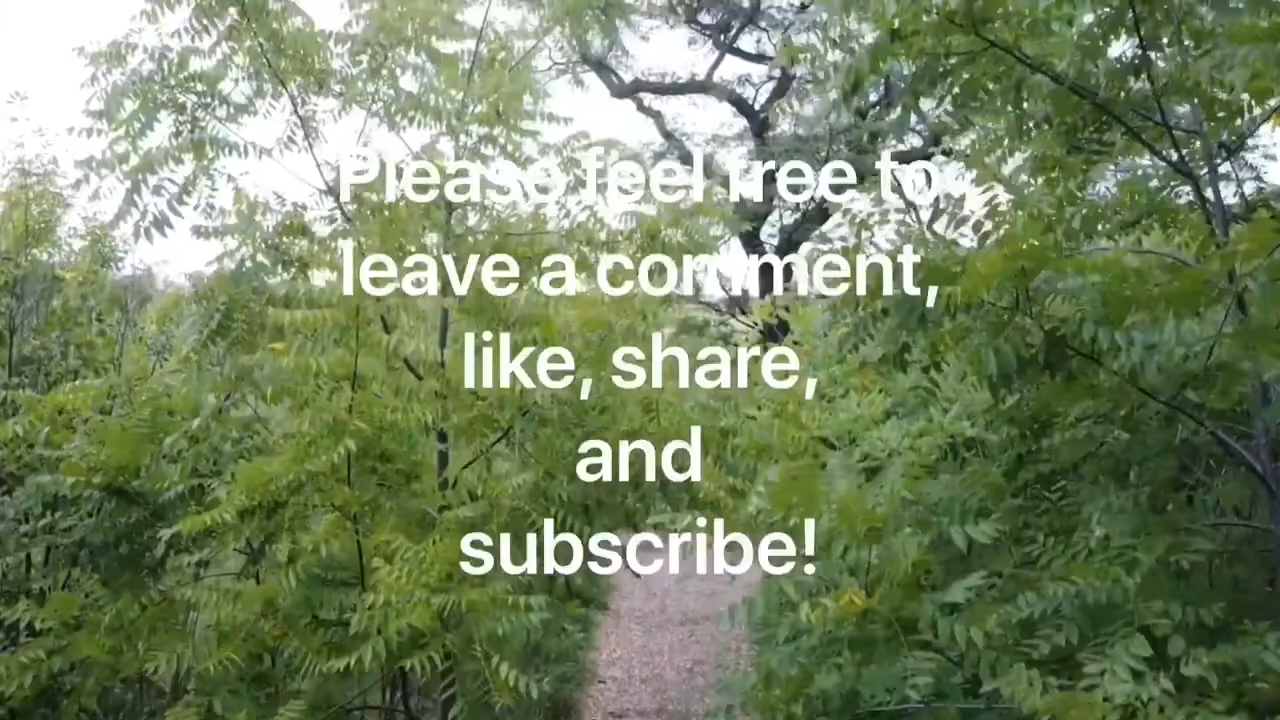 Please feel free to
leave a comment,
like, share,
and
subscribe!